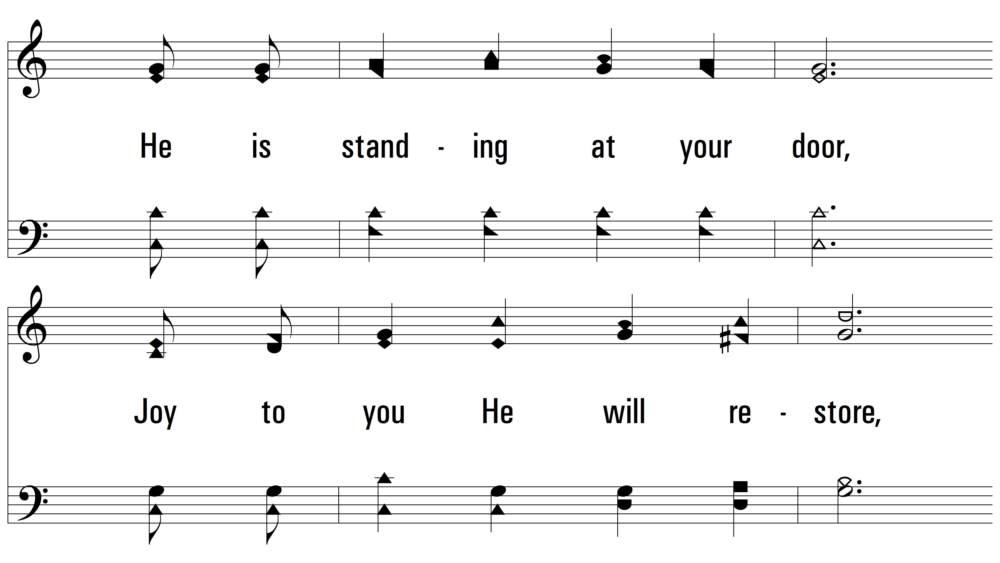 He is stand - ing at your door,
Joy to you He will re - store,